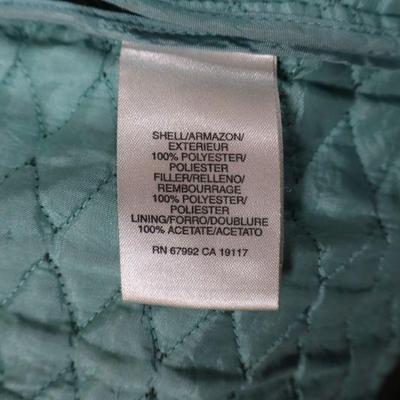 SHELL/ARMAZON/
EXTERIEUR
100% POLYESTER/
POLIESTER
FILLER/RELLENO/
REMBOURRAGE
100% POLYESTER/
POLIESTER
LINING/FORRO/DOUBLURE
100% ACETATE/ACETATO
RN 67992 CA 19117